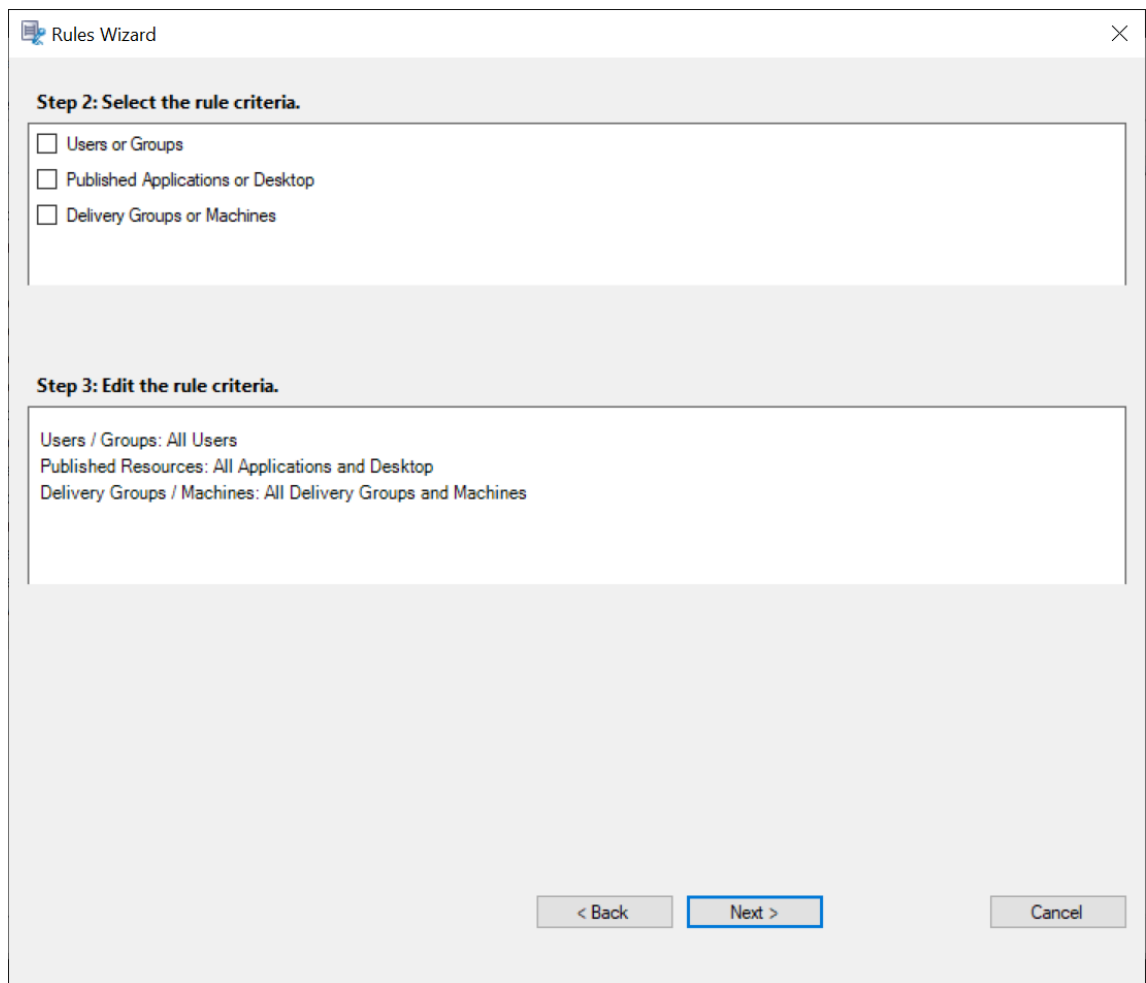 Rules Wizard
Step 2: Select the rule criteria.
Users or Groups
Published Applications or Desktop
Delivery Groups or Machines
Step 3: Edit the rule criteria.
Users / Groups: All Users
Published Resources: All Applications and Desktop
Delivery Groups / Machines: All Delivery Groups and Machines
< Back Next > Cancel